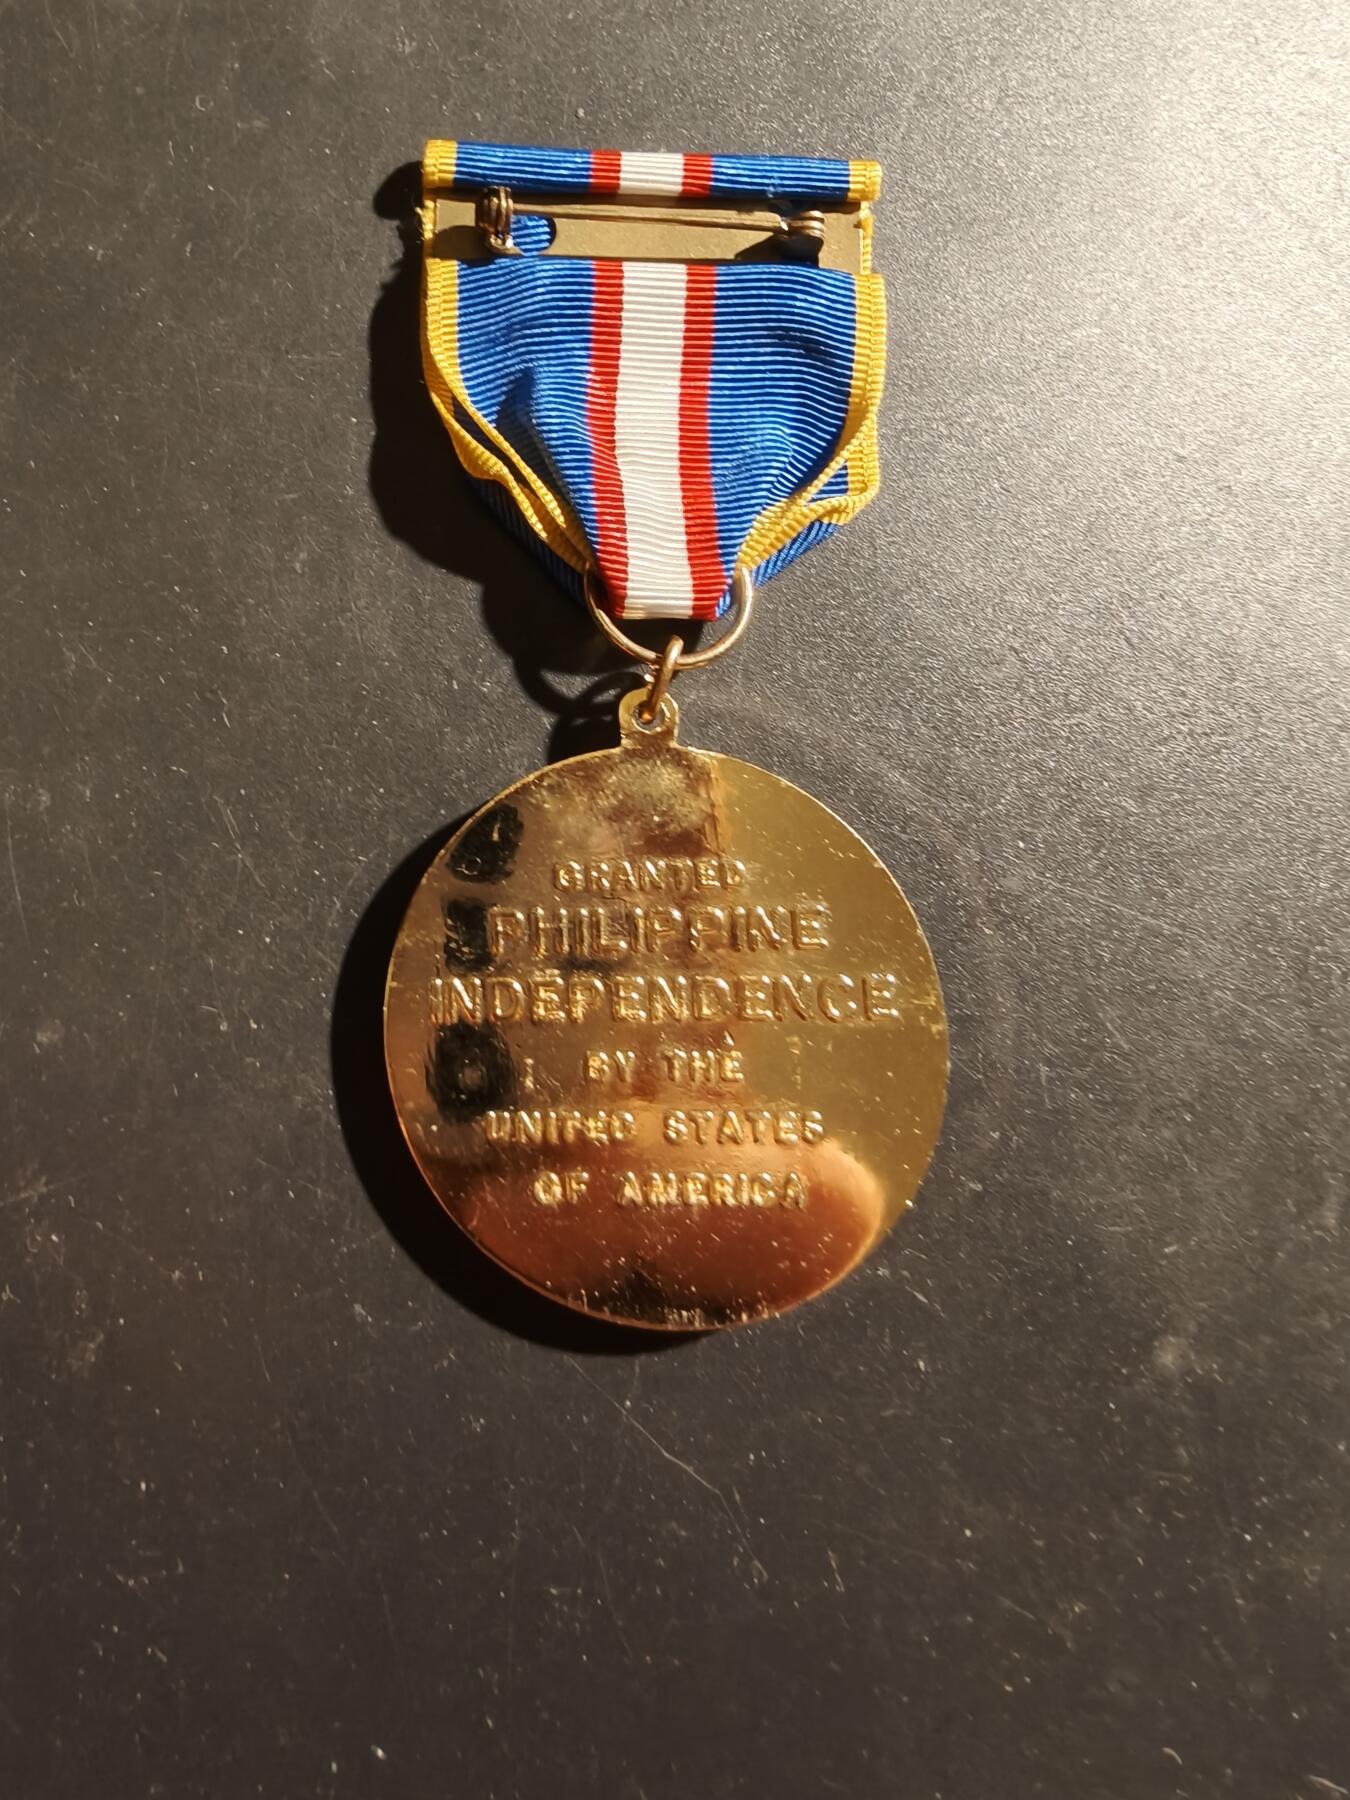 GRANTED
PHILIPPINE
INDEPENDENCE
BY THE
UNITED STATES
OF AMERICA